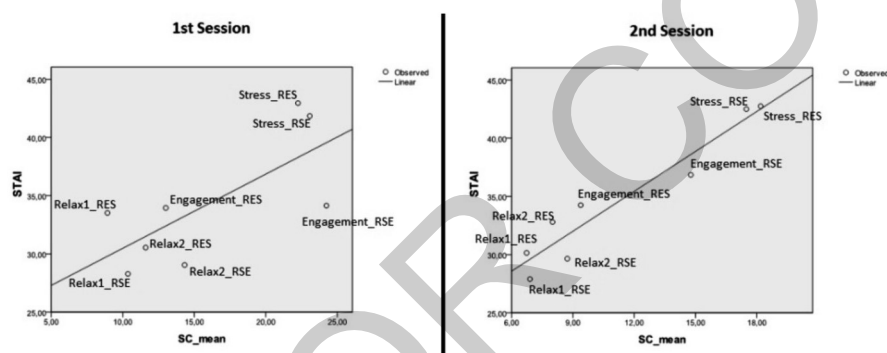 1st Session
STAI
45,00
40,00
35,00
30,00
25,00
5,00
10,00
15,00
20,00
25,00
SC_mean
Stress_RES
Stress_RSE
Relax1_RES
Engagement_RES
Engagement_RSE
Relax2_RES
Relax2_RSE
Relax1_RSE
Observed
Linear
2nd Session
STAI
45,00
40,00
35,00
30,00
25,00
6,00
9,00
12,00
15,00
18,00
SC_mean
Stress_RSE
Stress_RES
Engagement_RSE
Engagement_RES
Relax2_RES
Relax1_RES
Relax2_RSE
Relax1_RSE
Observed
Linear